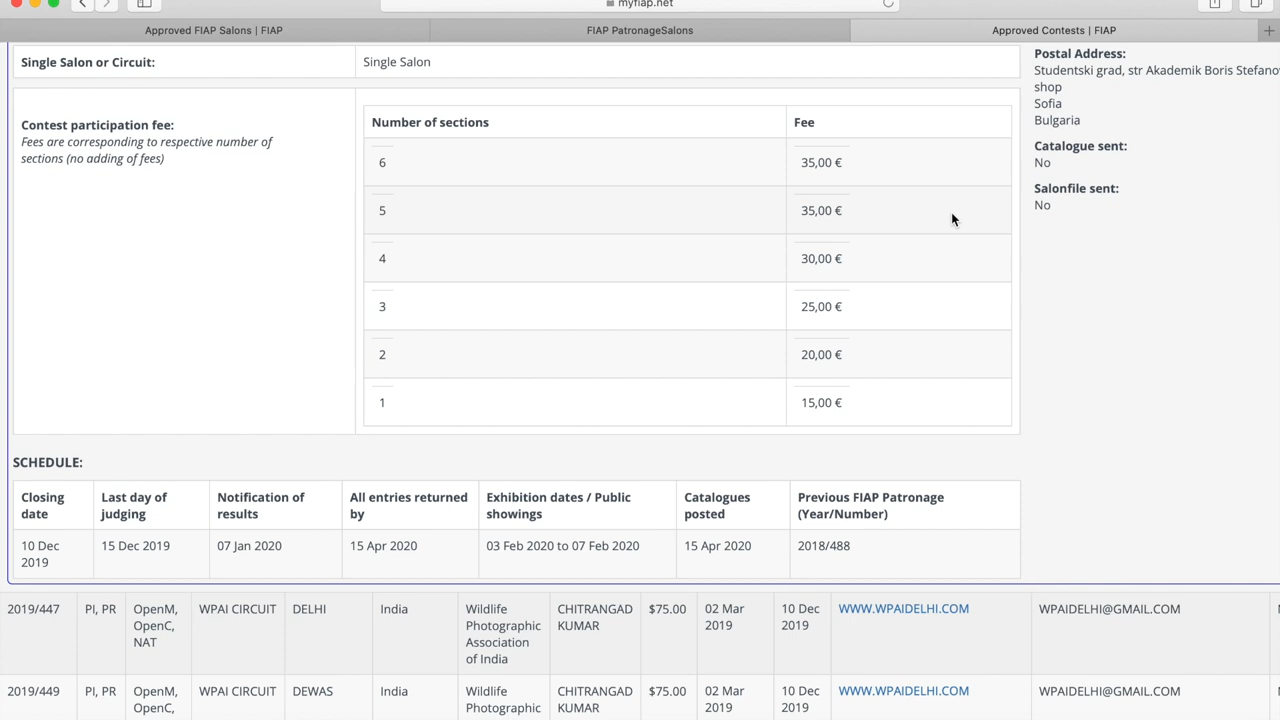 myfiap.net
Approved FIAP Salons | FIAP
FIAP PatronageSalons
Approved Contests | FIAP
Single Salon or Circuit:
Single Salon
Contest participation fee:
Fees are corresponding to respective number of
sections (no adding of fees)
Number of sections
Fee
6
35,00 €
5
35,00 €
4
30,00 €
3
25,00 €
2
20,00 €
1
15,00 €
Postal Address:
Studentski grad, str Akademik Boris
shop
Sofia
Bulgaria
Catalogue sent:
No
Salonfile sent:
No
SCHEDULE:
Closing
date
Last day of
judging
Notification of
results
All entries returned
by
Exhibition dates / Public
showings
Catalogues
posted
Previous FIAP Patronage
(Year/Number)
10 Dec
2019
15 Dec 2019
07 Jan 2020
15 Apr 2020
03 Feb 2020 to 07 Feb 2020
15 Apr 2020
2018/488
2019/447
PI, PR
OpenM,
OpenC,
NAT
WPAI CIRCUIT
DELHI
India
Wildlife
Photographic
Association
of India
CHITRANGAD
KUMAR
$75.00
02 Mar
2019
10 Dec
2019
WWW.WPAIDELHI.COM
WPAIDELHI@GMAIL.COM
2019/449
PI, PR
OpenM,
OpenC,
WPAI CIRCUIT
DEWAS
India
Wildlife
Photographic
CHITRANGAD
KUMAR
$75.00
02 Mar
2019
10 Dec
2019
WWW.WPAIDELHI.COM
WPAIDELHI@GMAIL.COM